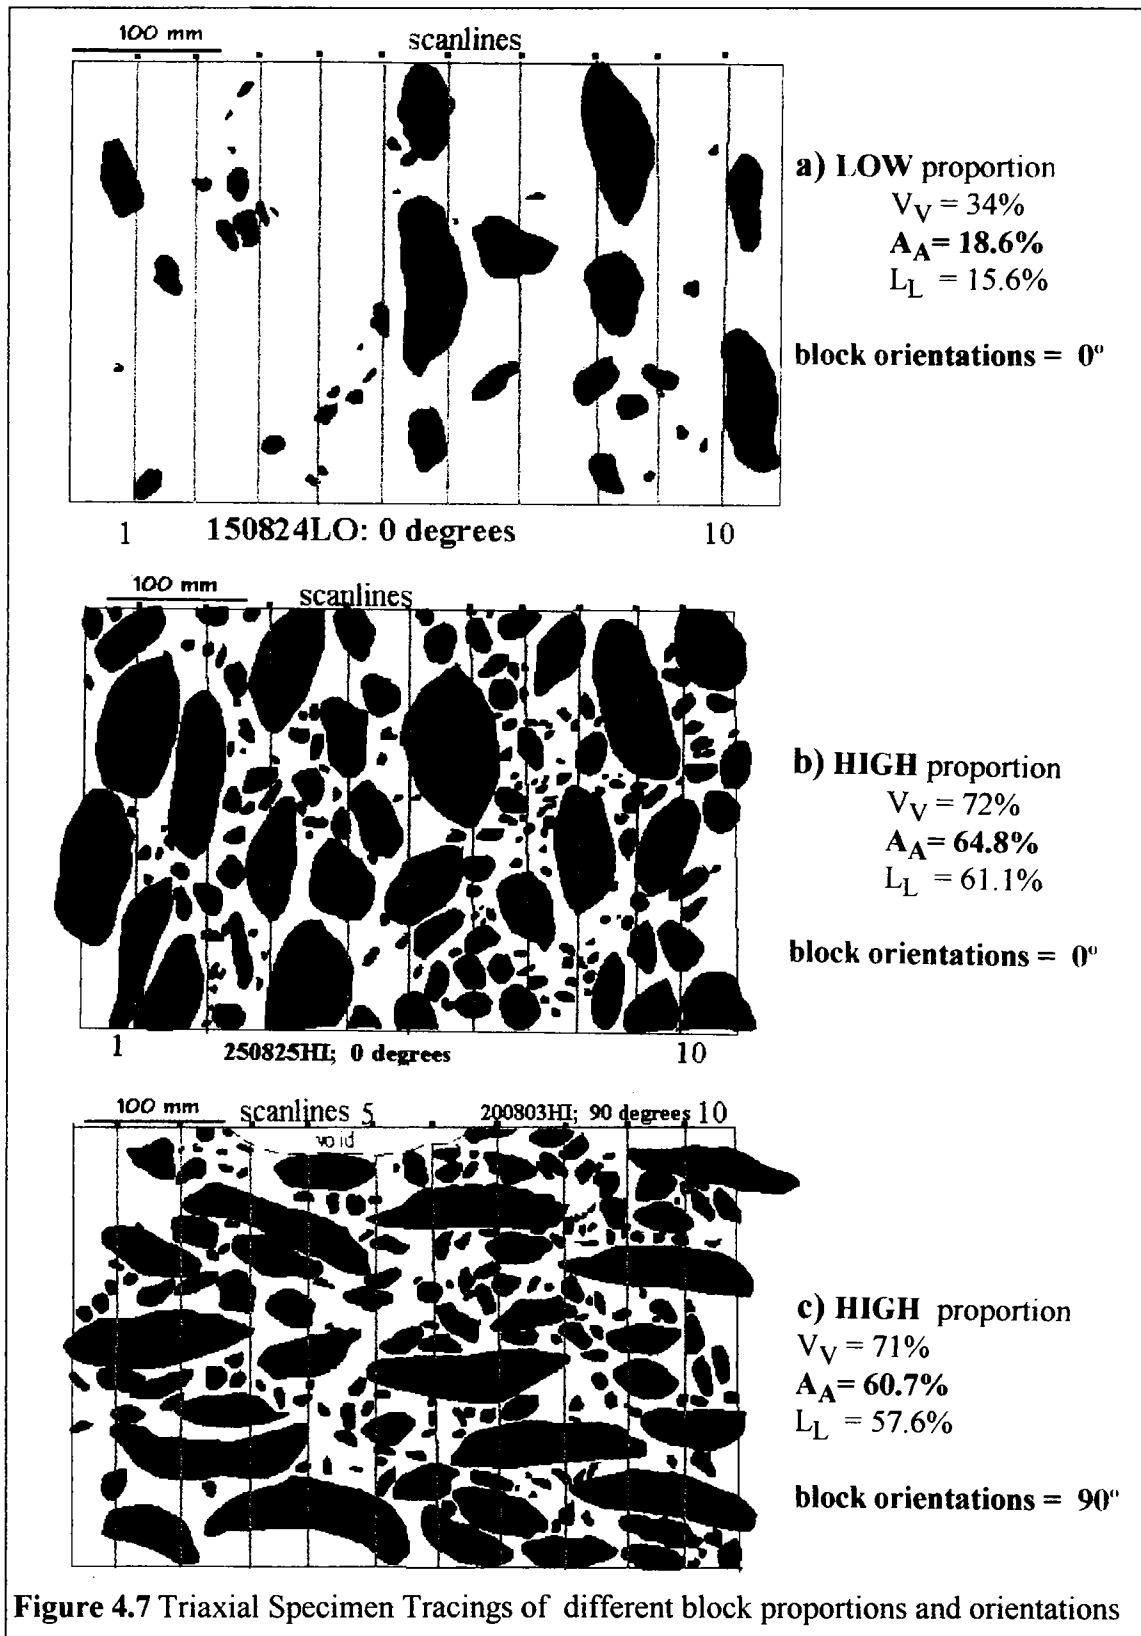 100 mm
scanlines
a) LOW proportion
VV = 34%
AA= 18.6%
LL = 15.6%
block orientations = 0º
1 150824LO: 0 degrees 10
100 mm
scanlines
b) HIGH proportion
VV = 72%
AA= 64.8%
LL = 61.1%
block orientations = 0º
1 250825HI; 0 degrees 10
100 mm scanlines 5 200803HI; 90 degrees 10
void
c) HIGH proportion
VV = 71%
AA= 60.7%
LL = 57.6%
block orientations = 90º
Figure 4.7 Triaxial Specimen Tracings of different block proportions and orientations